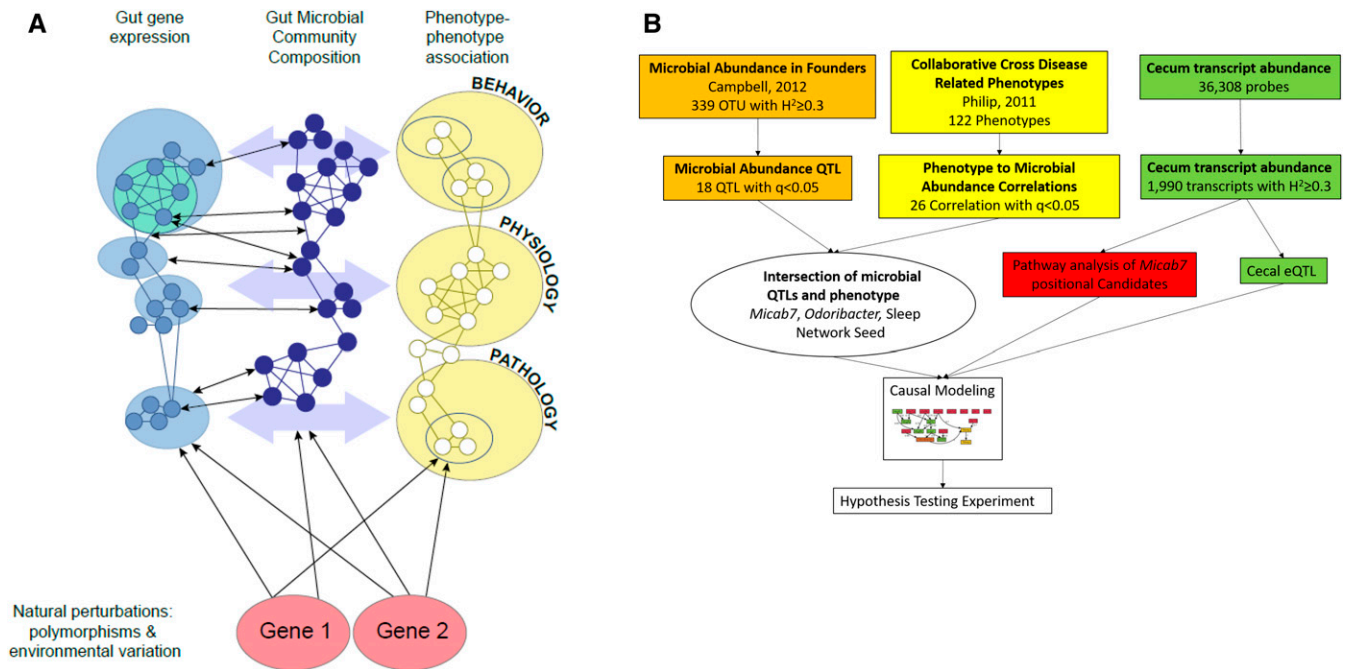 A
Gut gene
expression
Gut Microbial
Community
Composition
Phenotype-
phenotype
association
BEHAVIOR
PHYSIOLOGY
PATHOLOGY
Natural perturbations:
polymorphisms &
environmental variation
Gene 1
Gene 2
B
Microbial Abundance in Founders
Campbell, 2012
339 OTU with H²≥0.3
Collaborative Cross Disease
Related Phenotypes
Philip, 2011
122 Phenotypes
Cecum transcript abundance
36,308 probes
Microbial Abundance QTL
18 QTL with q<0.05
Phenotype to Microbial
Abundance Correlations
26 Correlation with q<0.05
Cecum transcript abundance
1,990 transcripts with H²≥0.3
Intersection of microbial
QTLs and phenotype
Micab7, Odoribacter, Sleep
Network Seed
Pathway analysis of Micab7
positional Candidates
Cecal eQTL
Causal Modeling
Hypothesis Testing Experiment